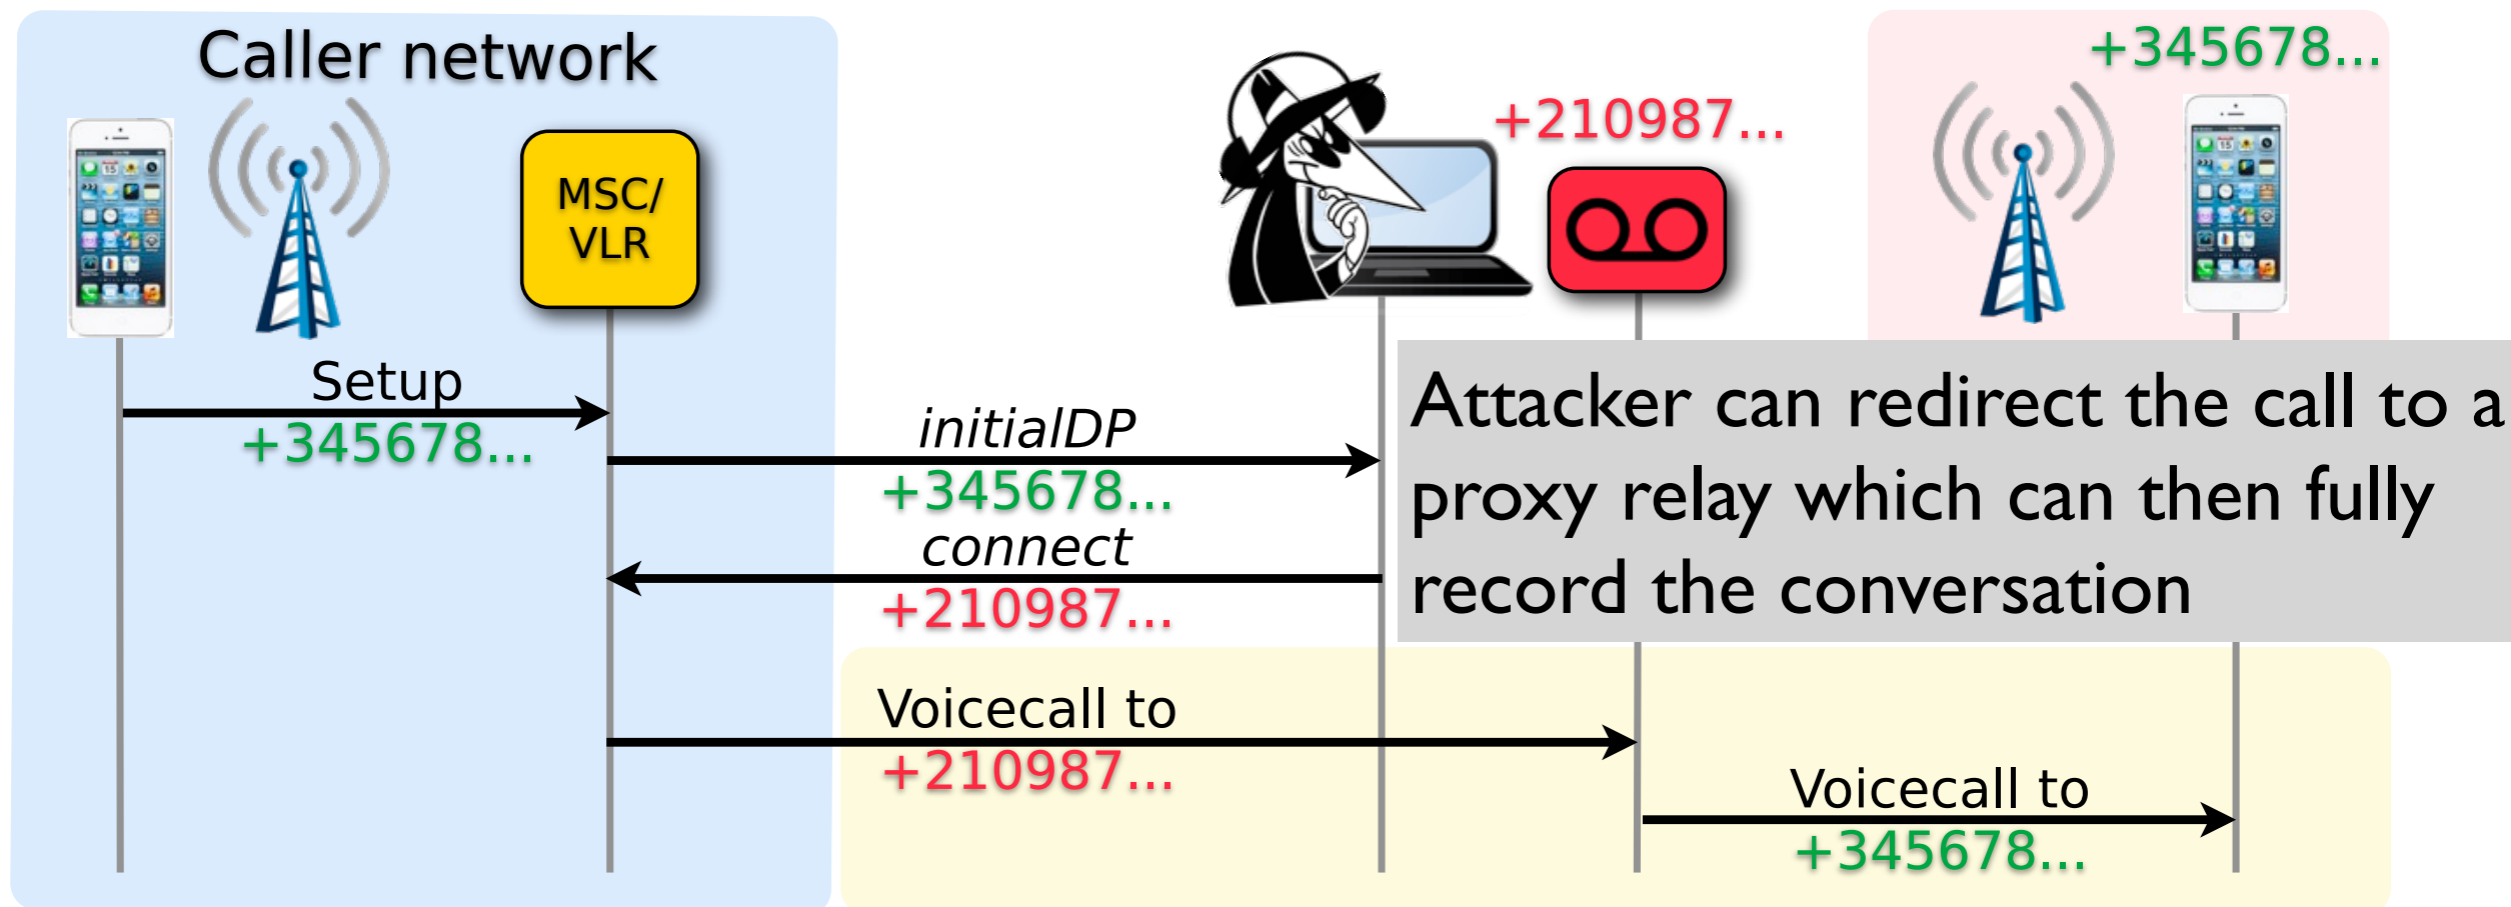 Caller network
+345678...
+210987...
MSC/
VLR
Setup
+345678...
initialDP
+345678...
connect
+210987...
Attacker can redirect the call to a
proxy relay which can then fully
record the conversation
Voicecall to
+210987...
Voicecall to
+345678...